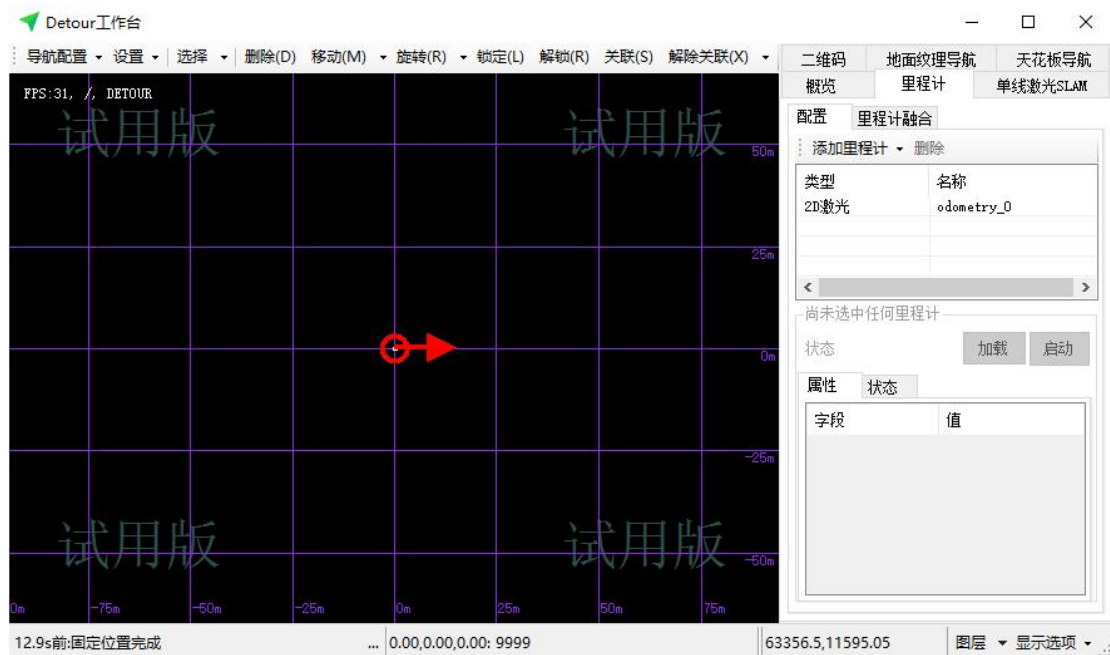 Detour工作台
导航配置 设置 选择 删除(D) 移动(M) 旋转(R) 锁定(L) 解锁(R) 关联(S) 解除关联(X)
二维码 地面纹理导航 天花板导航
概览 里程计 单线激光SLAM
FPS:31, /, DETOUR
试用版 试用版
50m
25m
0m
-25m
试用版 试用版
-50m
0m -75m -50m -25m 0m 25m 50m 75m
配置 里程计融合
添加里程计 删除
类型 名称
2D激光 odometry_0
尚未选中任何里程计
状态 加载 启动
属性 状态
字段 值
12.9s前:固定位置完成 ... 0.00,0.00,0.00: 9999 63356.5,11595.05 图层 显示选项